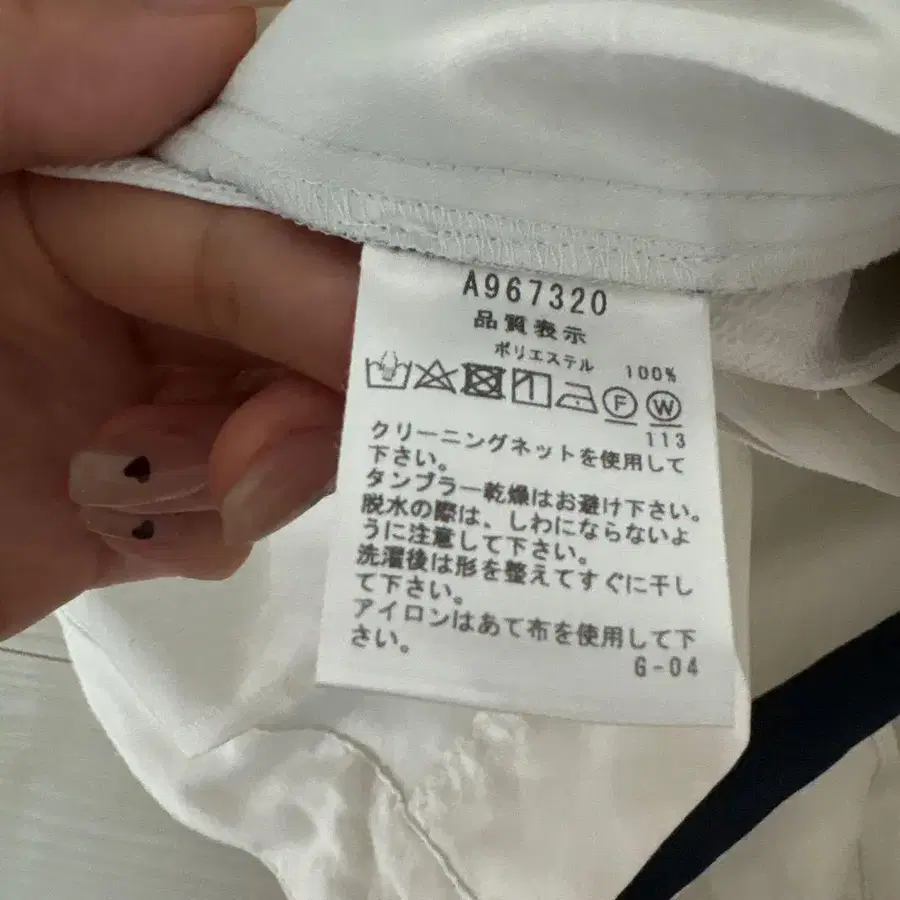 A967320
品質表示
ポリエステル 100%
F W
113
クリーニングネットを使用して
下さい。
タンブラー乾燥はお避け下さい。
脱水の際は、しわにならないよ
うに注意して下さい。
洗濯後は形を整えてすぐに干し
て下さい。
アイロンはあて布を使用して下
さい。
G-04